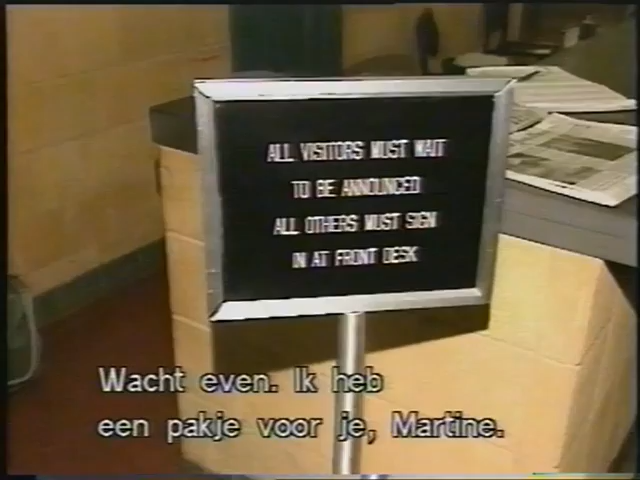 ALL VISITORS MUST WAIT
TO BE ANNOUNCED
ALL OTHERS MUST SIGN
IN AT FRONT DESK
Wacht even. Ik heb
een pakje voor je, Martine.